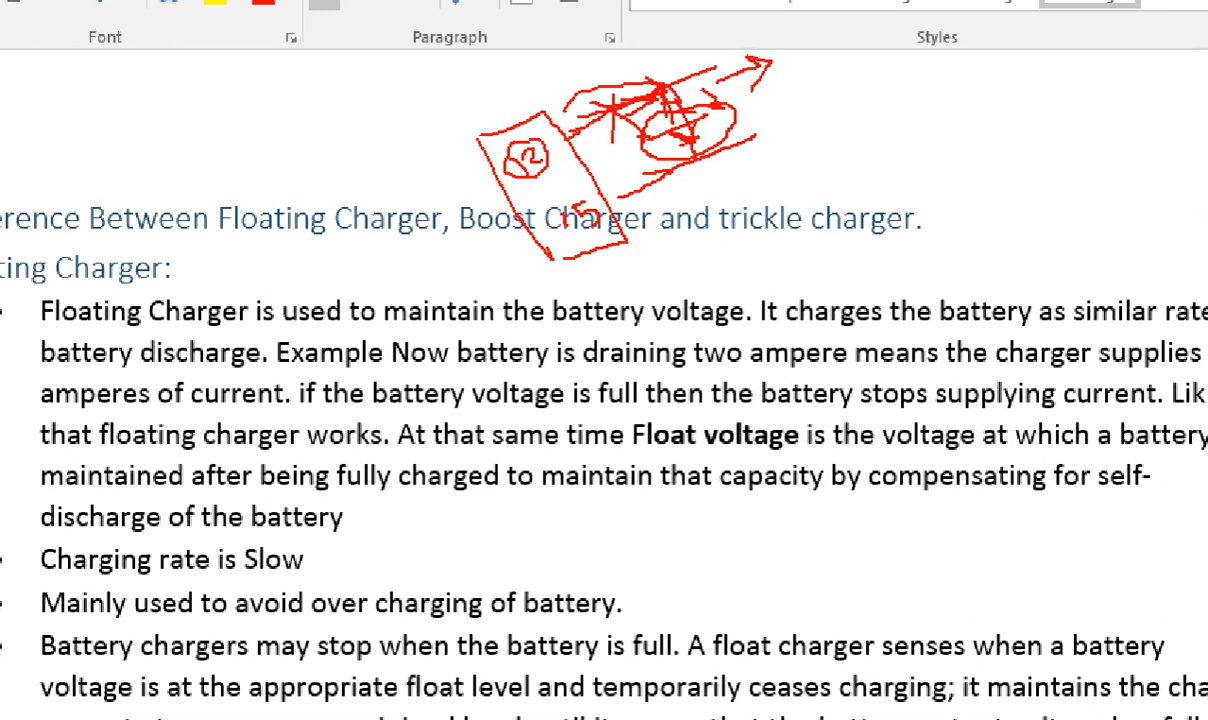 Font
Paragraph
Styles
12
15
erence Between Floating Charger, Boost Charger and trickle charger.
ting Charger:
Floating Charger is used to maintain the battery voltage. It charges the battery as similar rate
battery discharge. Example Now battery is draining two ampere means the charger supplies
amperes of current. if the battery voltage is full then the battery stops supplying current. Lik
that floating charger works. At that same time Float voltage is the voltage at which a battery
maintained after being fully charged to maintain that capacity by compensating for self-
discharge of the battery
Charging rate is Slow
Mainly used to avoid over charging of battery.
Battery chargers may stop when the battery is full. A float charger senses when a battery
voltage is at the appropriate float level and temporarily ceases charging; it maintains the cha